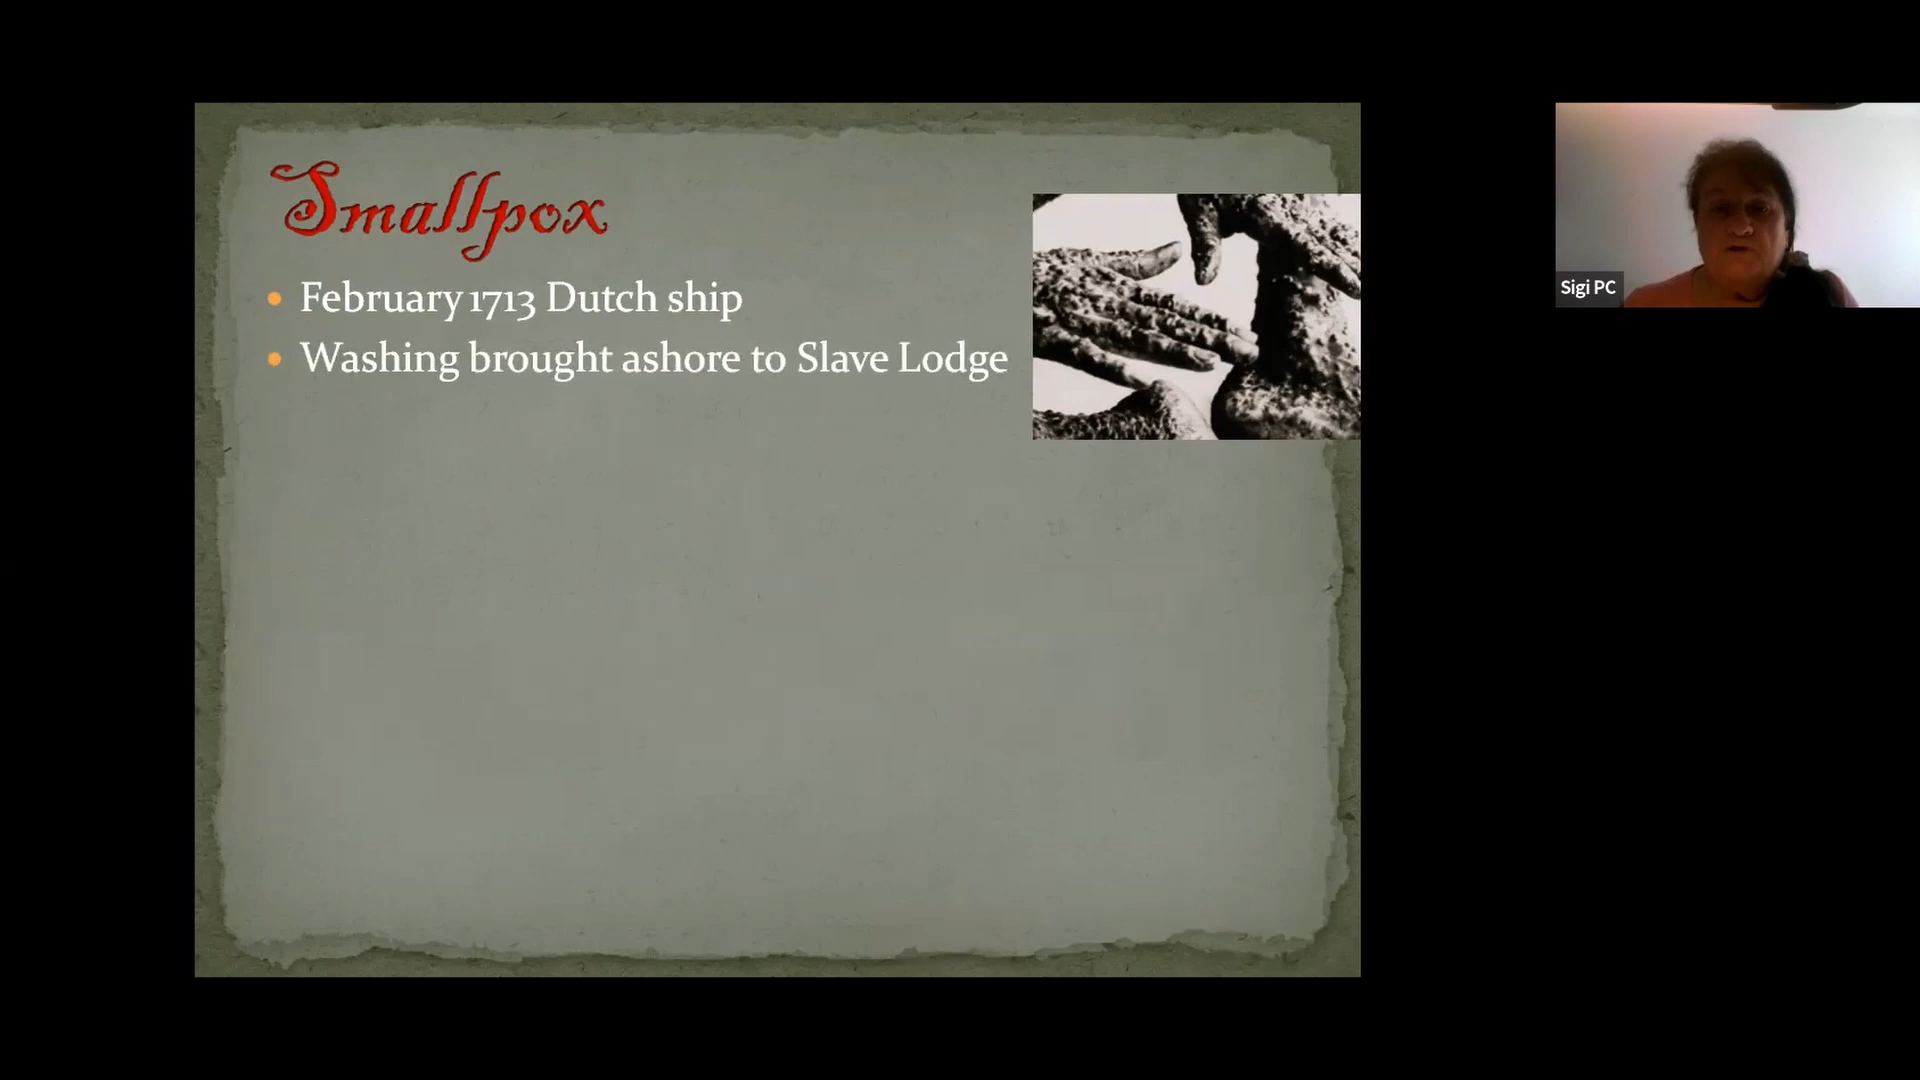 Smallpox
February 1713 Dutch ship
Washing brought ashore to Slave Lodge
Sigi PC